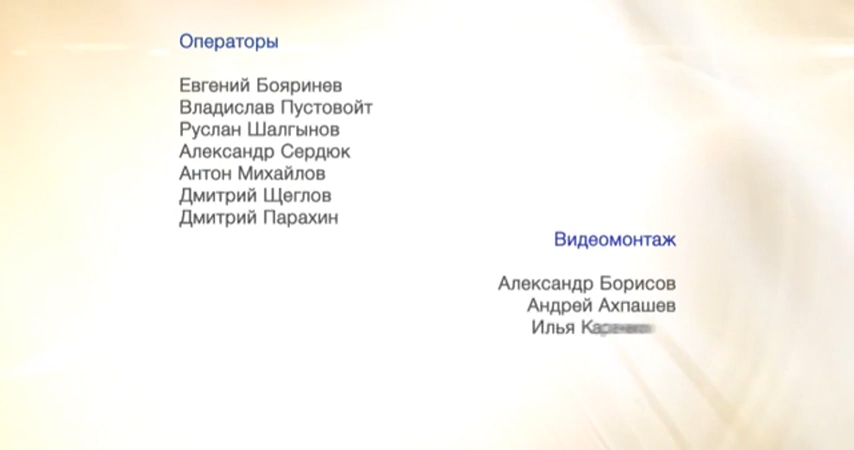 Операторы
Евгений Бояринев
Владислав Пустовойт
Руслан Шалгынов
Александр Сердюк
Антон Михайлов
Дмитрий Щеглов
Дмитрий Парахин
Видеомонтаж
Александр Борисов
Андрей Ахпашев
Илья